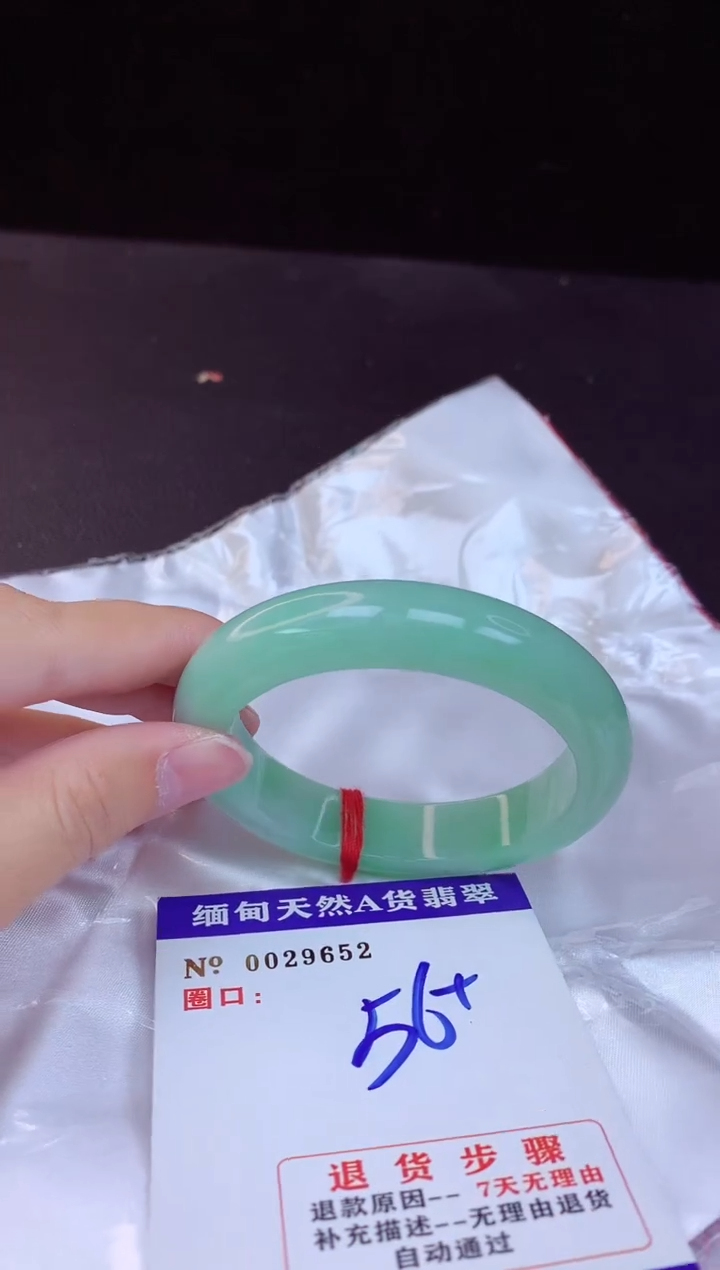 缅甸天然A货翡翠
Nº 0029652
圈口：
56+
退货步骤
退款原因--7天无理由
补充描述--无理由退货
自动通过